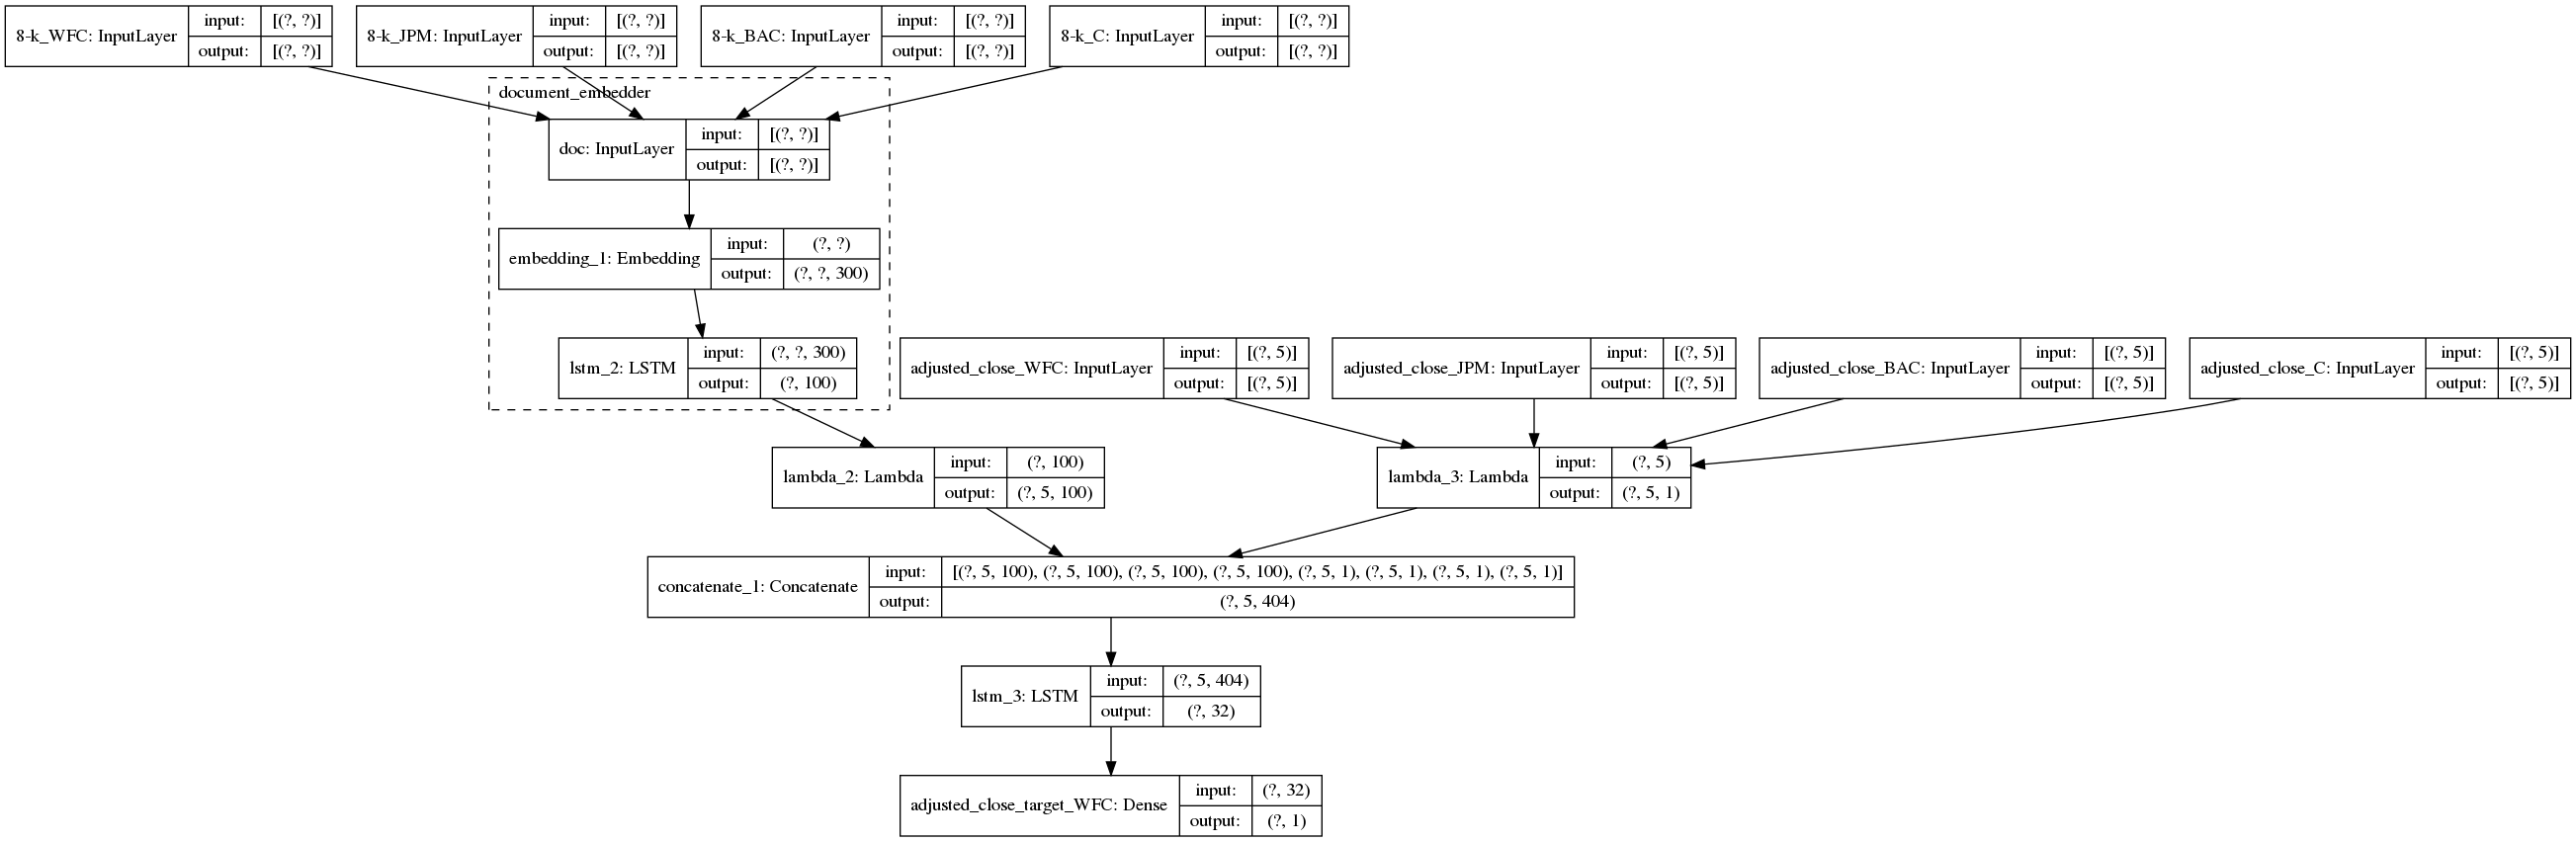 8-k_WFC: InputLayer
input: [(?, ?)]
output: [(?, ?)]
8-k_JPM: InputLayer
input: [(?, ?)]
output: [(?, ?)]
8-k_BAC: InputLayer
input: [(?, ?)]
output: [(?, ?)]
8-k_C: InputLayer
input: [(?, ?)]
output: [(?, ?)]
document_embedder
doc: InputLayer
input: [(?, ?)]
output: [(?, ?)]
embedding_1: Embedding
input: (?, ?)
output: (?, ?, 300)
lstm_2: LSTM
input: (?, ?, 300)
output: (?, 100)
adjusted_close_WFC: InputLayer
input: [(?, 5)]
output: [(?, 5)]
adjusted_close_JPM: InputLayer
input: [(?, 5)]
output: [(?, 5)]
adjusted_close_BAC: InputLayer
input: [(?, 5)]
output: [(?, 5)]
adjusted_close_C: InputLayer
input: [(?, 5)]
output: [(?, 5)]
lambda_2: Lambda
input: (?, 100)
output: (?, 5, 100)
lambda_3: Lambda
input: (?, 5)
output: (?, 5, 1)
concatenate_1: Concatenate
input: [(?, 5, 100), (?, 5, 100), (?, 5, 100), (?, 5, 100), (?, 5, 1), (?, 5, 1), (?, 5, 1), (?, 5, 1)]
output: (?, 5, 404)
lstm_3: LSTM
input: (?, 5, 404)
output: (?, 32)
adjusted_close_target_WFC: Dense
input: (?, 32)
output: (?, 1)